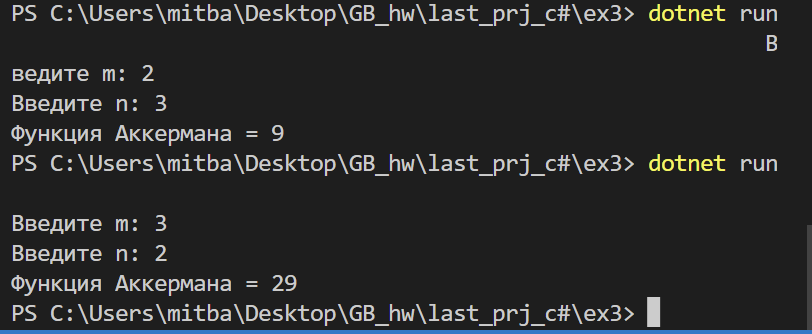 PS C:\Users\mitba\Desktop\GB_hw\last_prj_c#\ex3> dotnet run
В
ведите m: 2
Введите n: 3
Функция Аккермана = 9
PS C:\Users\mitba\Desktop\GB_hw\last_prj_c#\ex3> dotnet run
Введите m: 3
Введите n: 2
Функция Аккермана = 29
PS C:\Users\mitba\Desktop\GB_hw\last_prj_c#\ex3>